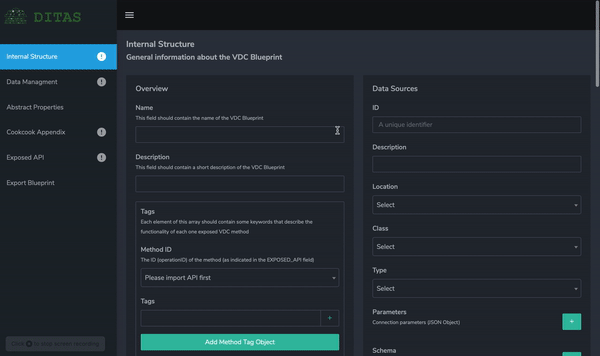 DITAS
Internal Structure
!
Data Managment
!
Abstract Properties
Cookcook Appendix
!
Exposed API
!
Export Blueprint
Internal Structure
General information about the VDC Blueprint
Overview
Name
This field should contain the name of the VDC Blueprint
Description
This field should contain a short description of the VDC Blueprint
Tags
Each element of this array should contain some keywords that describe the
functionality of each one exposed VDC method
Method ID
The ID (operationID) of the method (as indicated in the EXPOSED_API field)
Please import API first
Tags
+
Add Method Tag Object
Data Sources
ID
A unique identifier
Description
Location
Select
Class
Select
Type
Select
Parameters
Connection parameters (JSON Object)
+
Schema